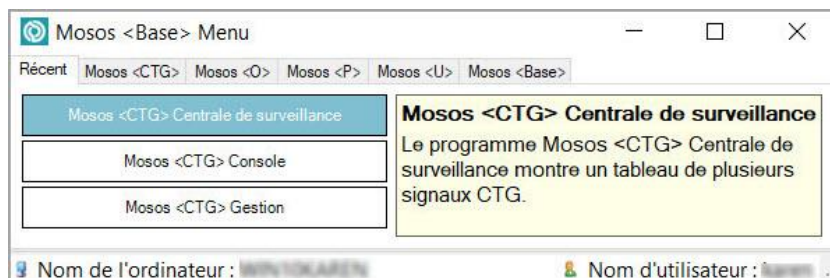 Mosos <Base> Menu
Récent Mosos <CTG> Mosos <O> Mosos <P> Mosos <U> Mosos <Base>
Mosos <CTG> Centrale de surveillance
Mosos <CTG> Console
Mosos <CTG> Gestion
Mosos <CTG> Centrale de surveillance
Le programme Mosos <CTG> Centrale de
surveillance montre un tableau de plusieurs
signaux CTG.
Nom de l'ordinateur : Nom d'utilisateur :